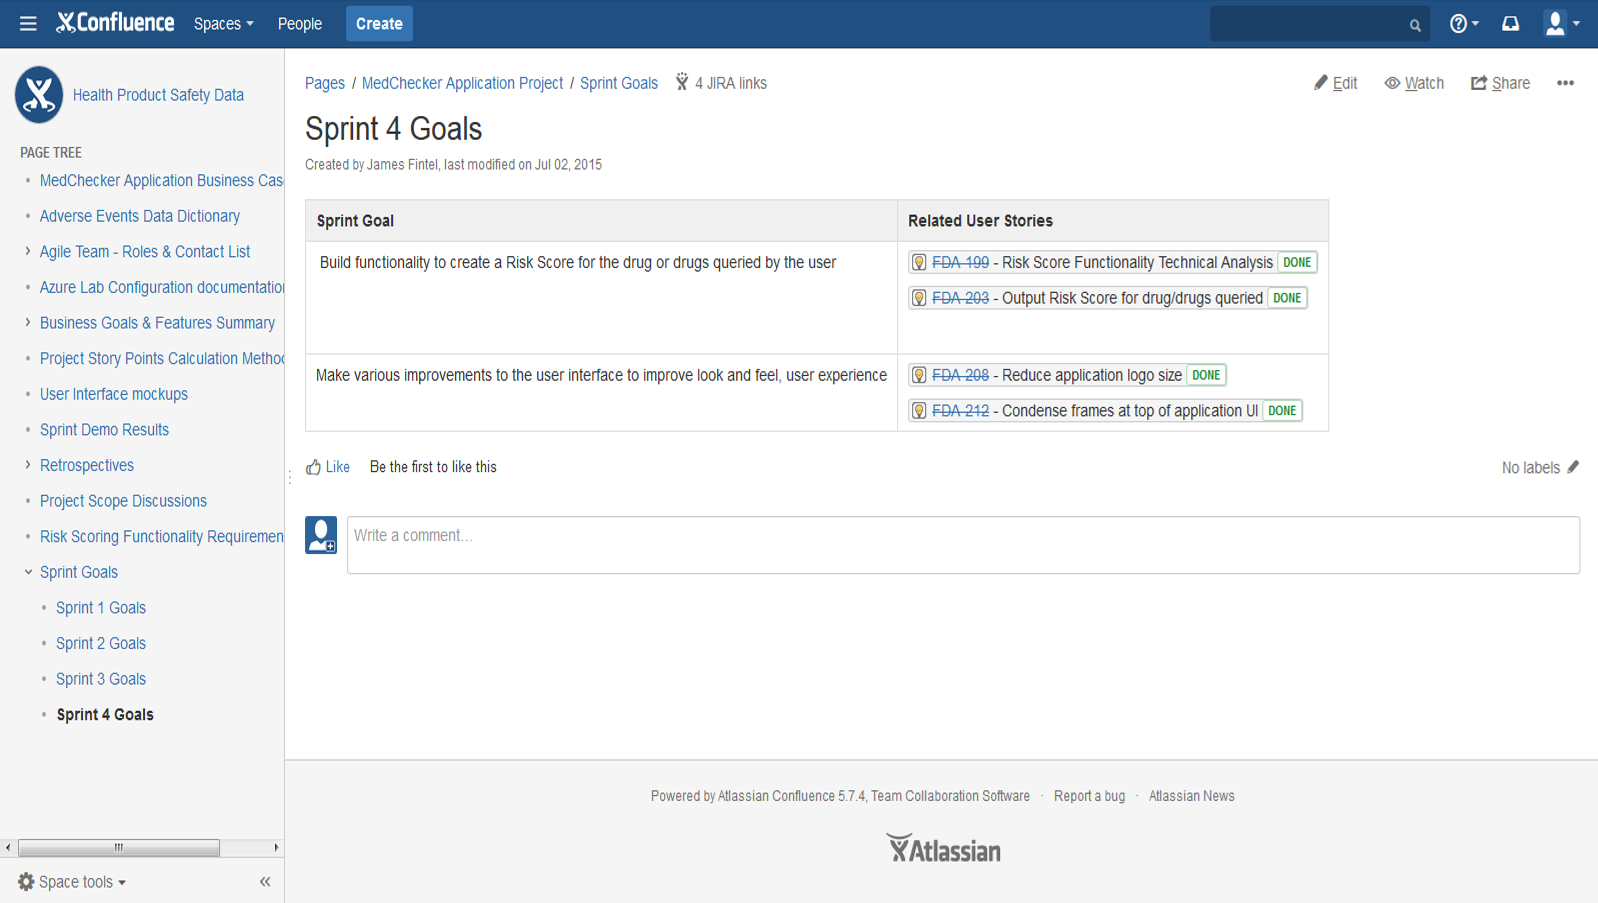 Confluence Spaces People Create
Health Product Safety Data
PAGE TREE
MedChecker Application Business Cas
Adverse Events Data Dictionary
Agile Team - Roles & Contact List
Azure Lab Configuration documentation
Business Goals & Features Summary
Project Story Points Calculation Metho
User Interface mockups
Sprint Demo Results
Retrospectives
Project Scope Discussions
Risk Scoring Functionality Requiremen
Sprint Goals
Sprint 1 Goals
Sprint 2 Goals
Sprint 3 Goals
Sprint 4 Goals
Space tools
Pages / MedChecker Application Project / Sprint Goals 4 JIRA links
Edit Watch Share
Sprint 4 Goals
Created by James Fintel, last modified on Jul 02, 2015
Sprint Goal Related User Stories
Build functionality to create a Risk Score for the drug or drugs queried by the user FDA-199 - Risk Score Functionality Technical Analysis DONE
FDA-203 - Output Risk Score for drug/drugs queried DONE
Make various improvements to the user interface to improve look and feel, user experience FDA-208 - Reduce application logo size DONE
FDA-212 - Condense frames at top of application UI DONE
Like Be the first to like this No labels
Write a comment…
Powered by Atlassian Confluence 5.7.4, Team Collaboration Software · Report a bug · Atlassian News
Atlassian